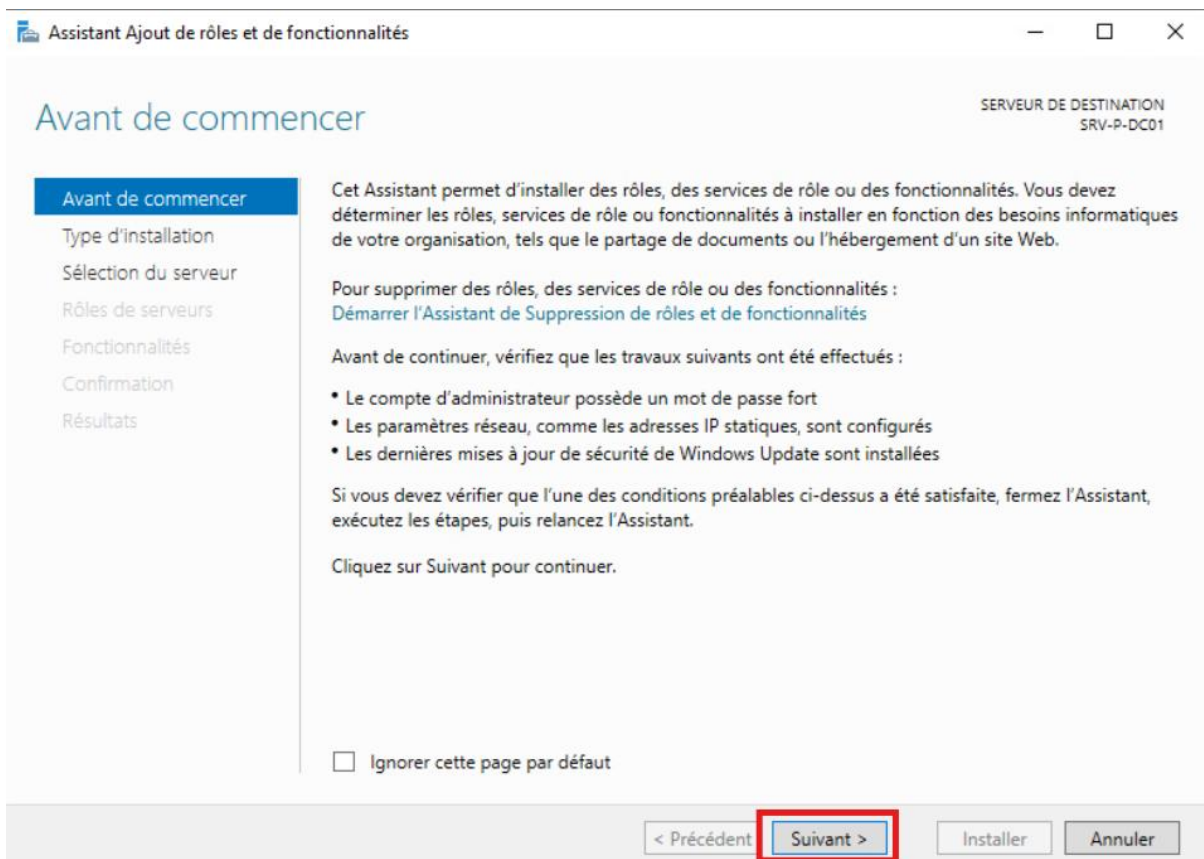 Assistant Ajout de rôles et de fonctionnalités
Avant de commencer
SERVEUR DE DESTINATION
SRV-P-DC01
Avant de commencer
Type d'installation
Sélection du serveur
Rôles de serveurs
Fonctionnalités
Confirmation
Résultats
Cet Assistant permet d'installer des rôles, des services de rôle ou des fonctionnalités. Vous devez
déterminer les rôles, services de rôle ou fonctionnalités à installer en fonction des besoins informatiques
de votre organisation, tels que le partage de documents ou l'hébergement d'un site Web.
Pour supprimer des rôles, des services de rôle ou des fonctionnalités :
Démarrer l'Assistant de Suppression de rôles et de fonctionnalités
Avant de continuer, vérifiez que les travaux suivants ont été effectués :
• Le compte d'administrateur possède un mot de passe fort
• Les paramètres réseau, comme les adresses IP statiques, sont configurés
• Les dernières mises à jour de sécurité de Windows Update sont installées
Si vous devez vérifier que l'une des conditions préalables ci-dessus a été satisfaite, fermez l'Assistant,
exécutez les étapes, puis relancez l'Assistant.
Cliquez sur Suivant pour continuer.
Ignorer cette page par défaut
< Précédent
Suivant >
Installer
Annuler